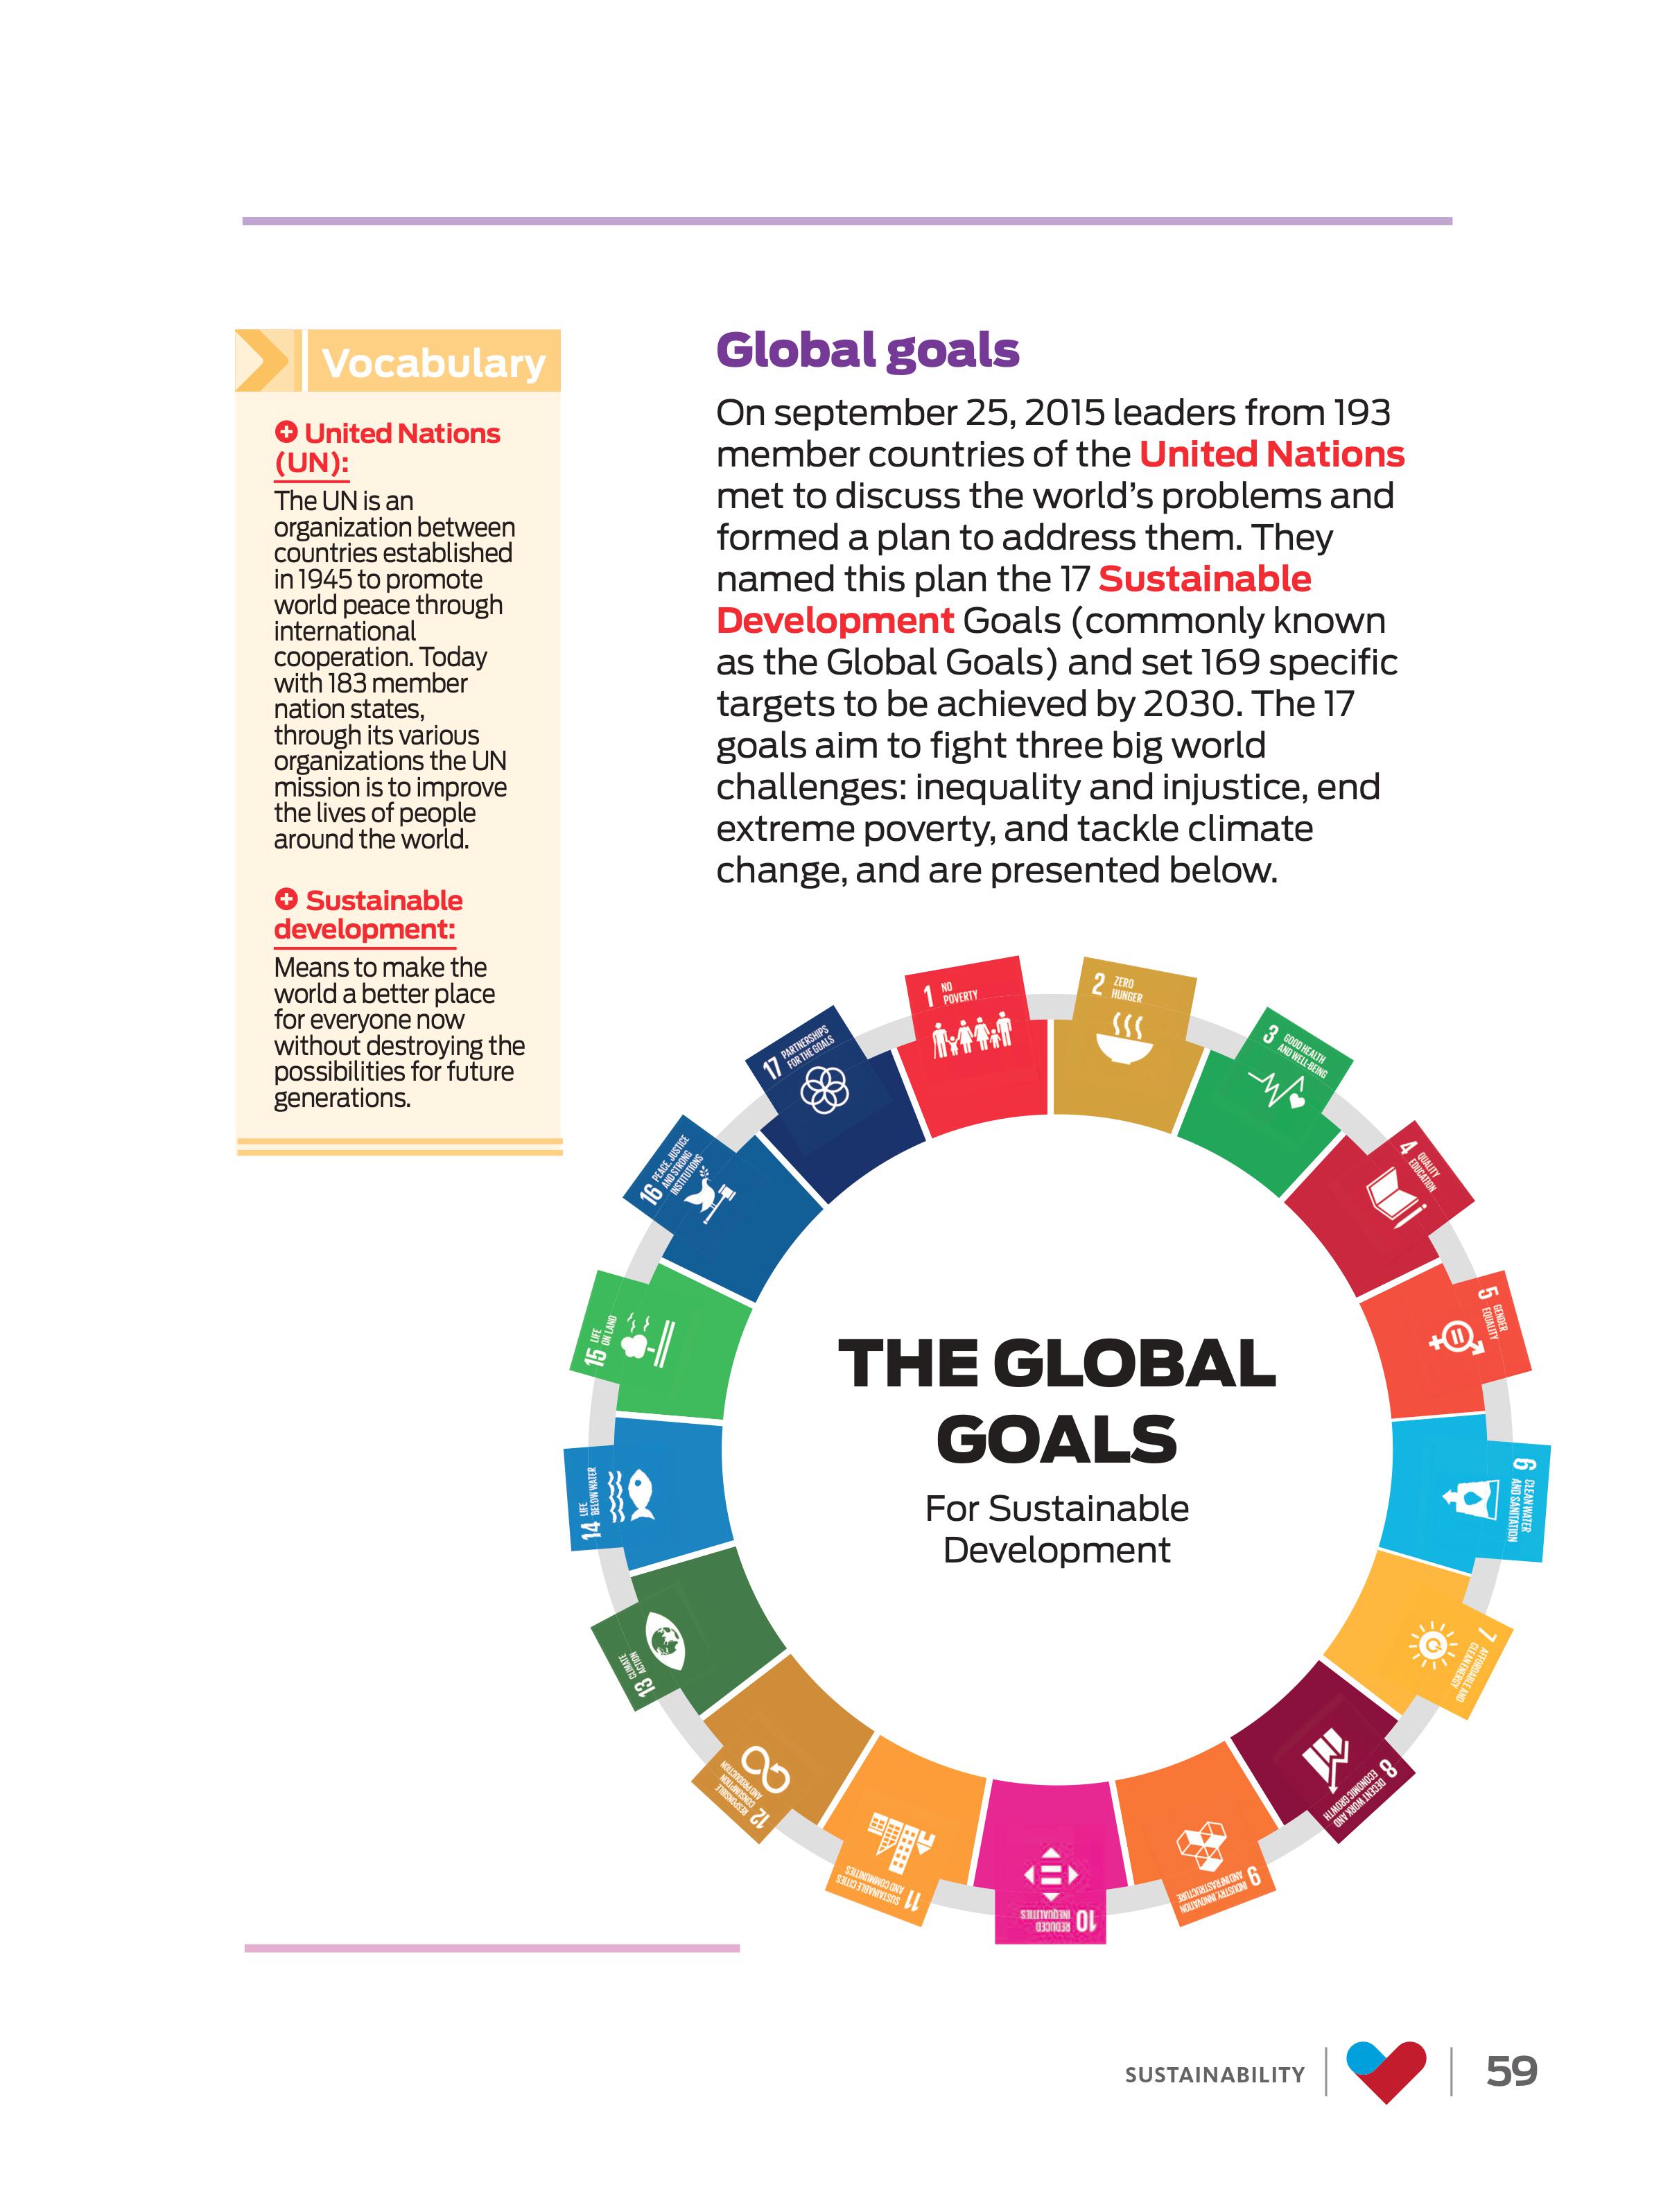 Vocabulary
United Nations
(UN):
The UN is an
organization between
countries established
in 1945 to promote
world peace through
international
cooperation. Today
with 183 member
nation states,
through its various
organizations the UN
mission is to improve
the lives of people
around the world.
Sustainable
development:
Means to make the
world a better place
for everyone now
without destroying the
possibilities for future
generations.
Global goals
On september 25, 2015 leaders from 193
member countries of the United Nations
met to discuss the world’s problems and
formed a plan to address them. They
named this plan the 17 Sustainable
Development Goals (commonly known
as the Global Goals) and set 169 specific
targets to be achieved by 2030. The 17
goals aim to fight three big world
challenges: inequality and injustice, end
extreme poverty, and tackle climate
change, and are presented below.
1 NO
POVERTY
2 ZERO
HUNGER
3 GOOD HEALTH
AND WELL-BEING
4 QUALITY
EDUCATION
5 GENDER
EQUALITY
6 CLEAN WATER
AND SANITATION
7 AFFORDABLE AND
CLEAN ENERGY
8 DECENT WORK AND
ECONOMIC GROWTH
9 INDUSTRY, INNOVATION
AND INFRASTRUCTURE
10 REDUCED
INEQUALITIES
11 SUSTAINABLE CITIES
AND COMMUNITIES
12 RESPONSIBLE
CONSUMPTION
AND PRODUCTION
13 CLIMATE
ACTION
14 LIFE
BELOW WATER
15 LIFE
ON LAND
16 PEACE, JUSTICE
AND STRONG
INSTITUTIONS
17 PARTNERSHIPS
FOR THE GOALS
THE GLOBAL
GOALS
For Sustainable
Development
SUSTAINABILITY
59